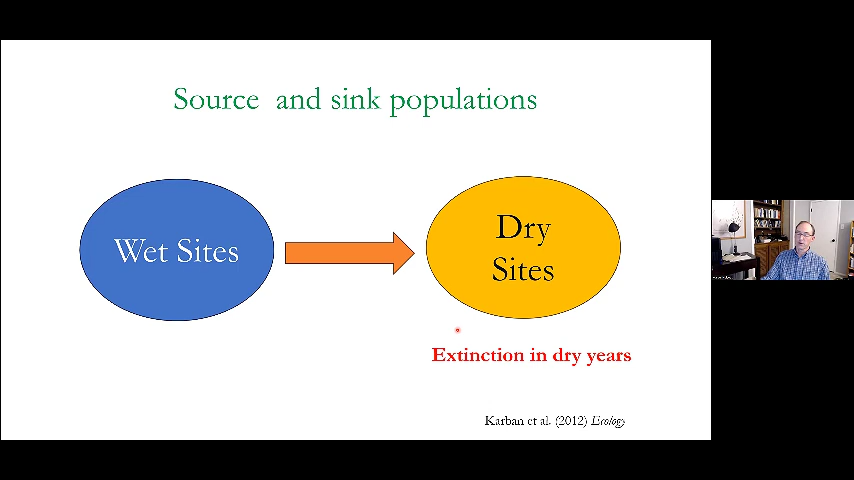 Source and sink populations
Wet Sites
Dry
Sites
Extinction in dry years
Karban et al. (2012) Ecology